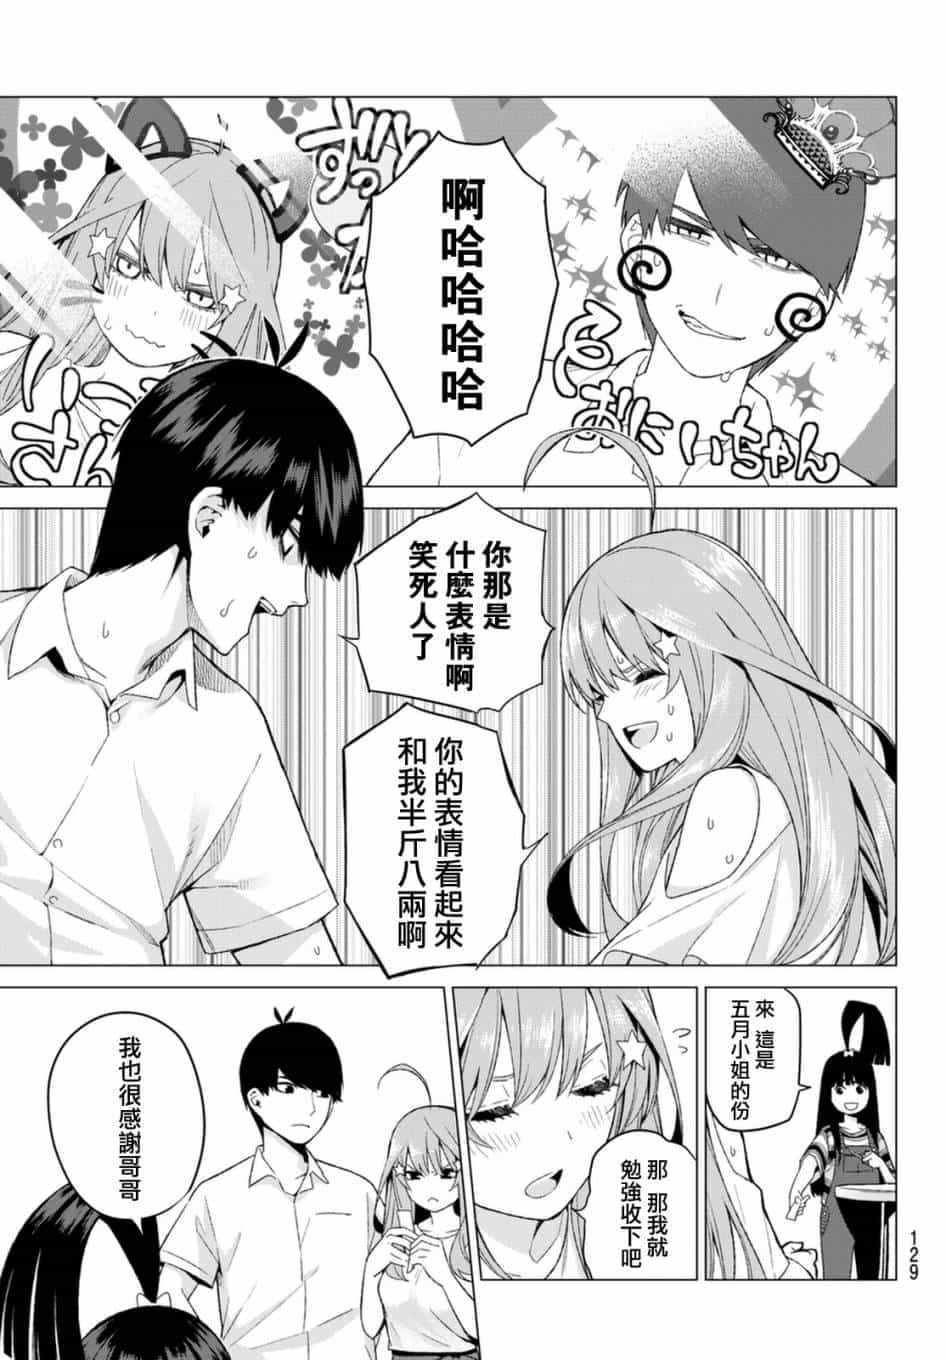 啊哈哈哈哈
おにいちゃん
你那是
什麼表情啊
笑死人了
你的表情看起來
和我半斤八兩啊
來 這是
五月小姐的份
那 那我就
勉強收下吧
我也很感謝哥哥
129